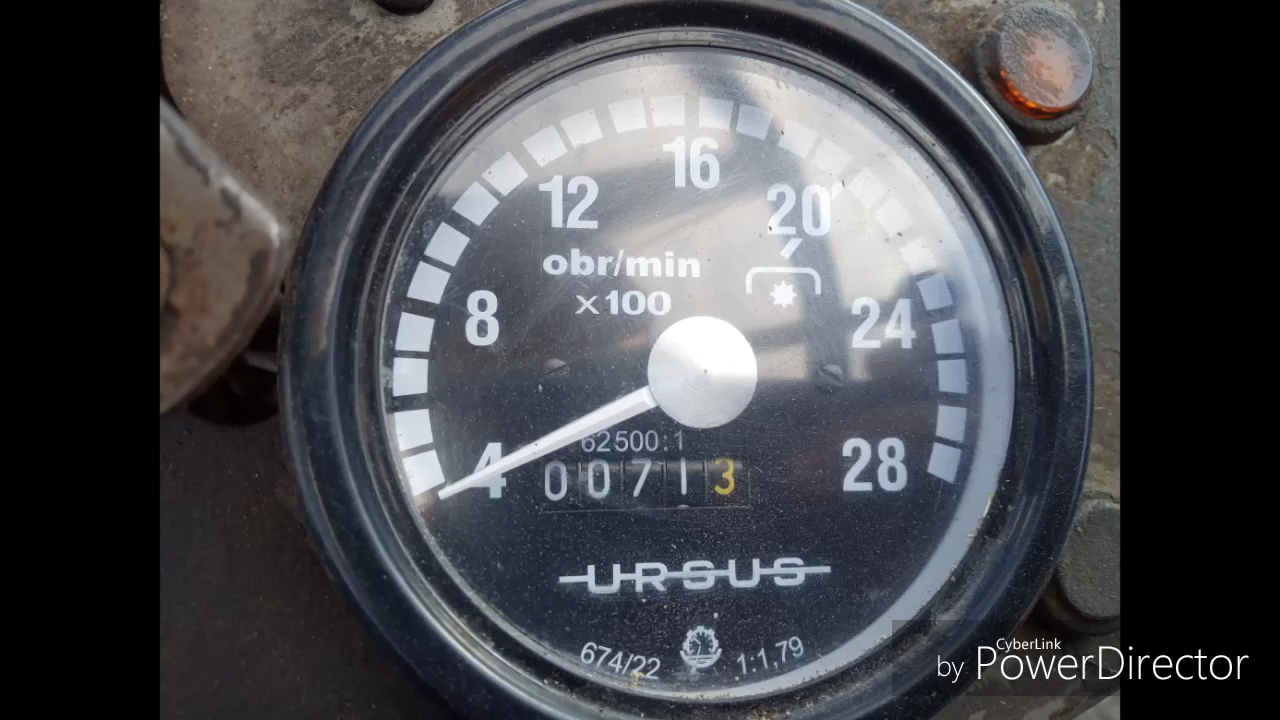 16
12
20
obr/min
x100
8
24
62500:1
4
00713
28
URSUS
674/22
1:1,79
CyberLink
by PowerDirector